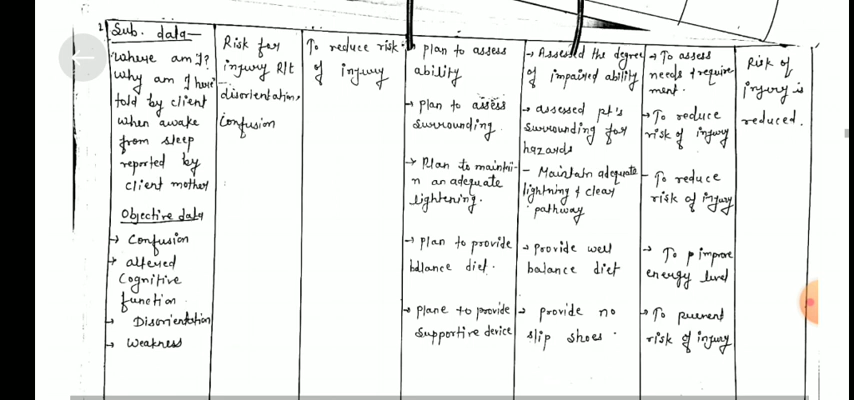 2
Sub. data-
"Where am I?
Why am I here"
told by client
when awake
from sleep
reported by
client mother
Objective data
→ Confusion
→ altered
Cognitive
function
→ Disorientation
→ Weakness
Risk for
injury R/t
disorientation,
Confusion
To reduce risk
of injury
→ plan to assess
ability
→ plan to assess
surrounding.
→ Plan to maintai-
n an adequate
lightening.
→ plan to provide
balance diet.
→ plane to provide
supportive device
→ Assessed the degree
of impaired ability
→ assessed pt's
surrounding for
hazards
- Maintain adequate
lightning & clear
pathway
→ provide well
balance diet
→ provide no
slip shoes.
→ To assess
needs & require
ment.
→ To reduce
risk of injury
→ To reduce
risk of injury
→ To p improve
energy level
→ To prevent
risk of injury
Risk of
injury is
reduced.